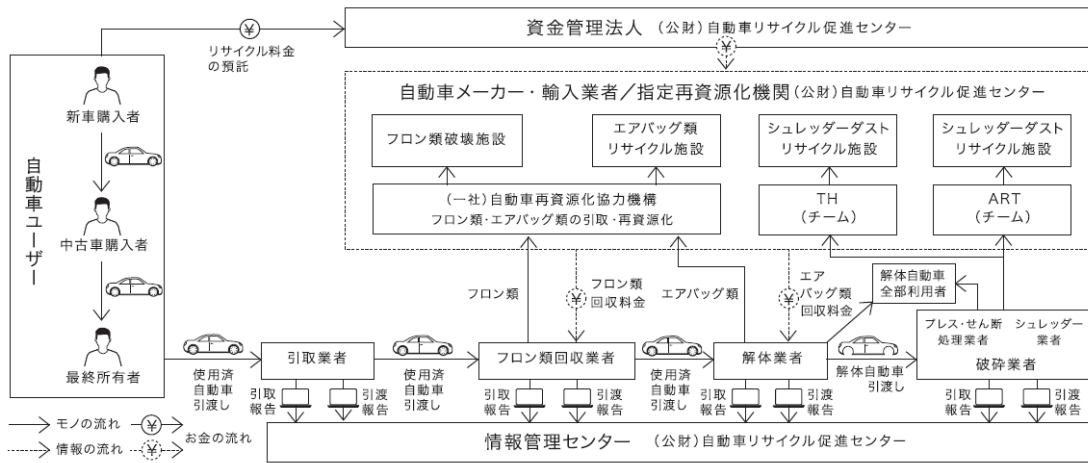 資金管理法人 (公財)自動車リサイクル促進センター
¥
リサイクル料金
の預託
¥
自動車ユーザー
新車購入者
中古車購入者
最終所有者
自動車メーカー・輸入業者/指定再資源化機関(公財)自動車リサイクル促進センター
フロン類破壊施設
エアバッグ類
リサイクル施設
シュレッダーダスト
リサイクル施設
シュレッダーダスト
リサイクル施設
(一社)自動車再資源化協力機構
フロン類・エアバッグ類の引取・再資源化
TH
(チーム)
ART
(チーム)
フロン類
¥
フロン類
回収料金
エアバッグ類
¥
エア
バッグ類
回収料金
解体自動車
全部利用者
使用済
自動車
引渡し
引取業者
使用済
自動車
引渡し
フロン類回収業者
使用済
自動車
引渡し
解体業者
解体自動車
引渡し
プレス・せん断
処理業者
シュレッダー
業者
破砕業者
引取
報告
引渡
報告
引取
報告
引渡
報告
引取
報告
引渡
報告
引取
報告
引渡
報告
情報管理センター (公財)自動車リサイクル促進センター
モノの流れ
情報の流れ
¥
¥
お金の流れ